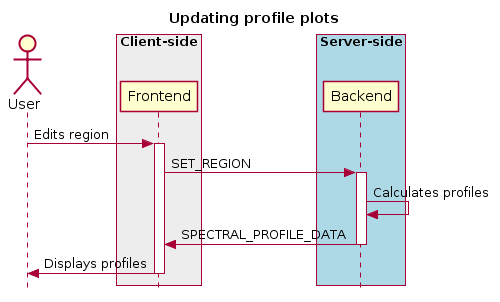 Updating profile plots
Client-side
Server-side
User
Frontend
Backend
Edits region
SET_REGION
Calculates profiles
SPECTRAL_PROFILE_DATA
Displays profiles